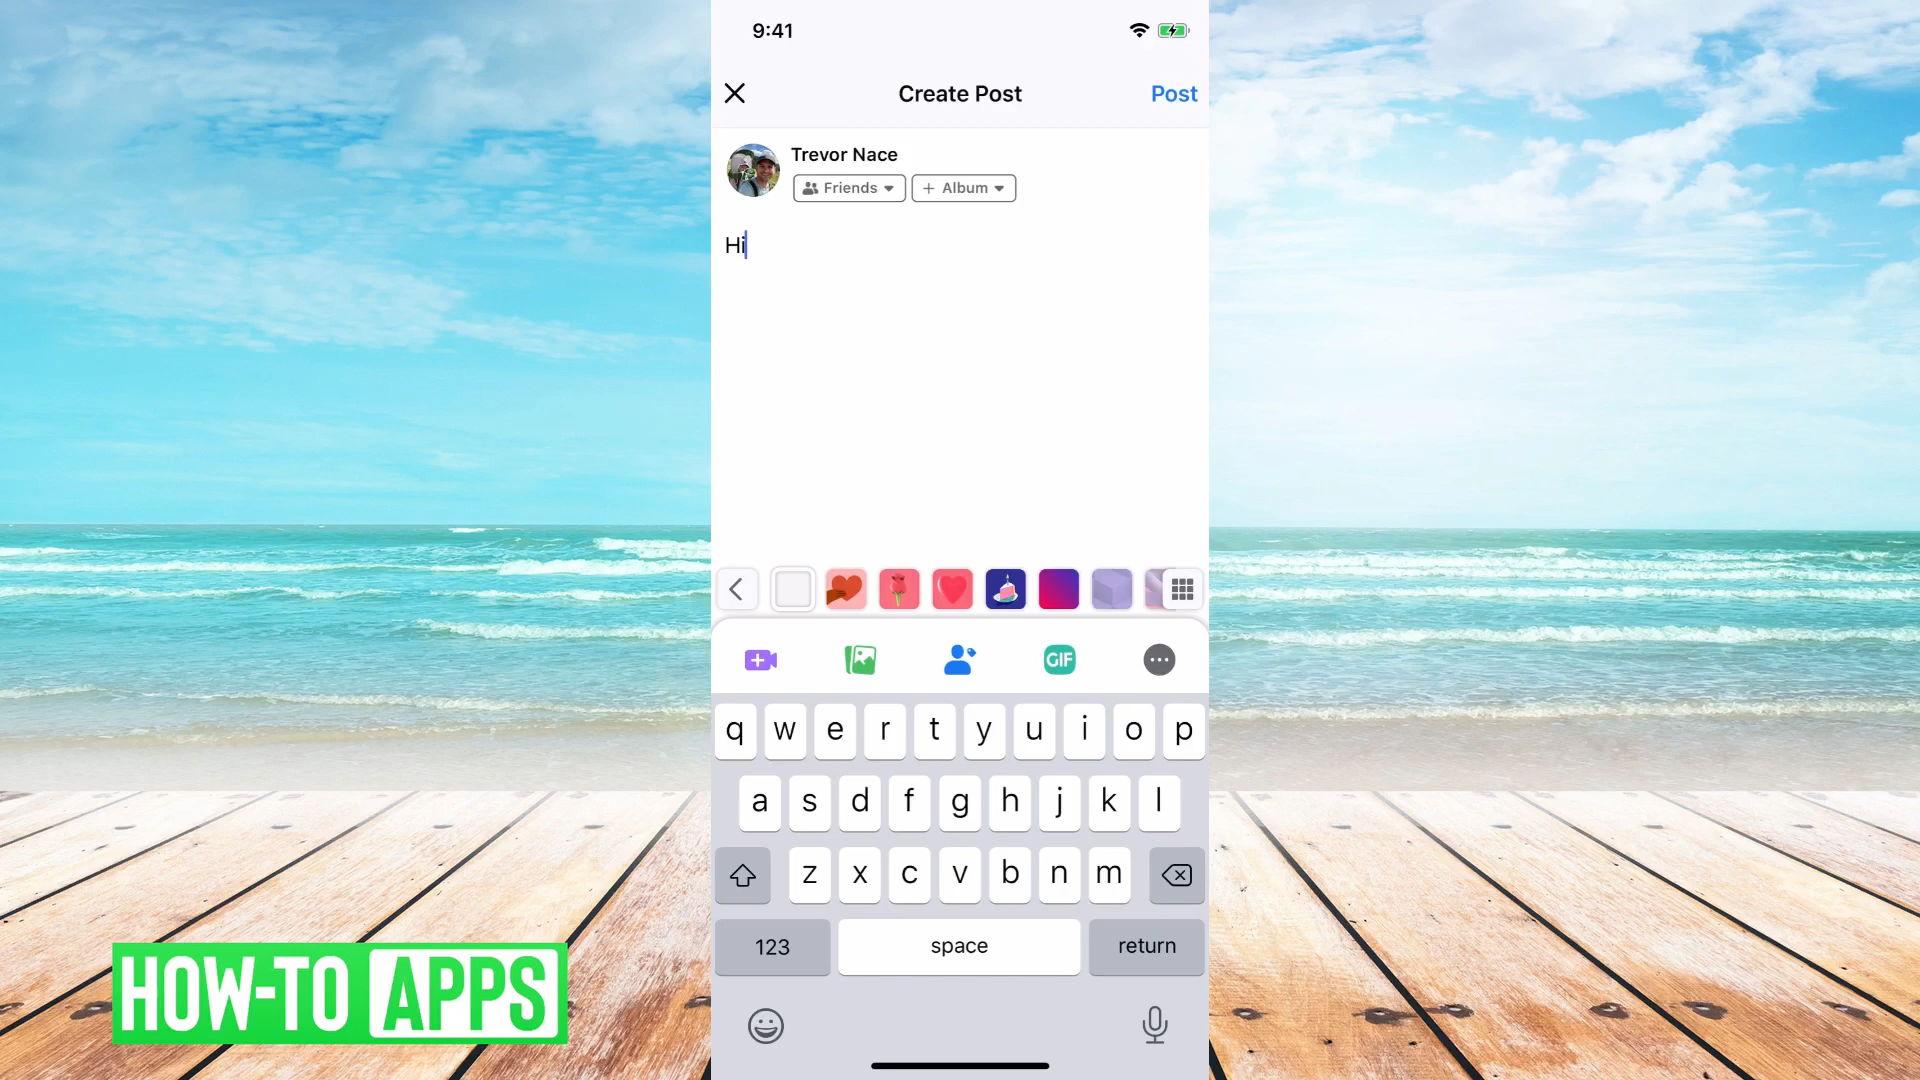 9:41
Create Post
Post
Trevor Nace
Friends
+ Album
Hi
GIF
q w e r t y u i o p
a s d f g h j k l
z x c v b n m
123 space return
HOW-TO APPS